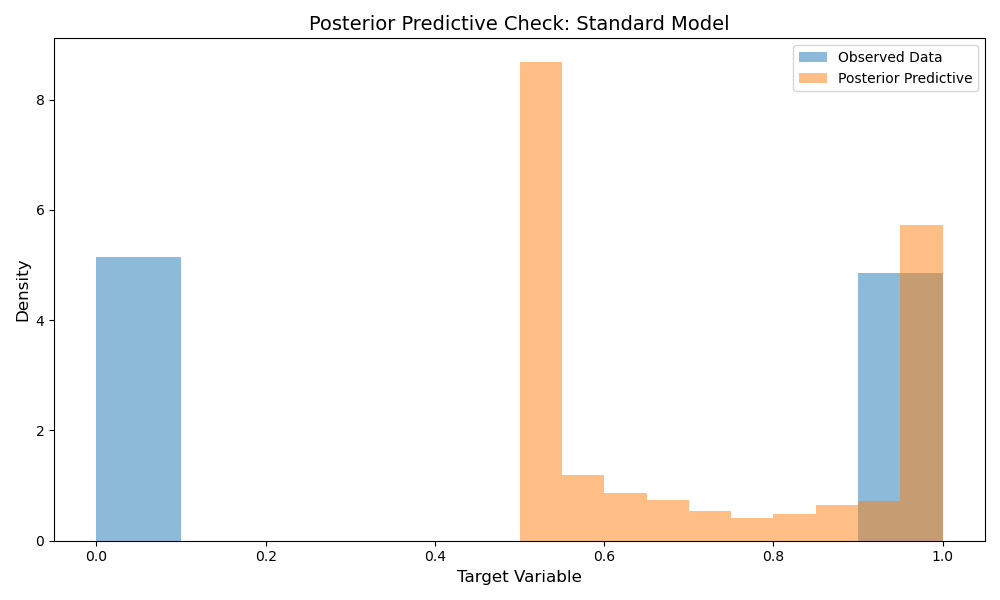 Posterior Predictive Check: Standard Model
Observed Data
Posterior Predictive
Density
8
6
4
2
0
0.0 0.2 0.4 0.6 0.8 1.0
Target Variable